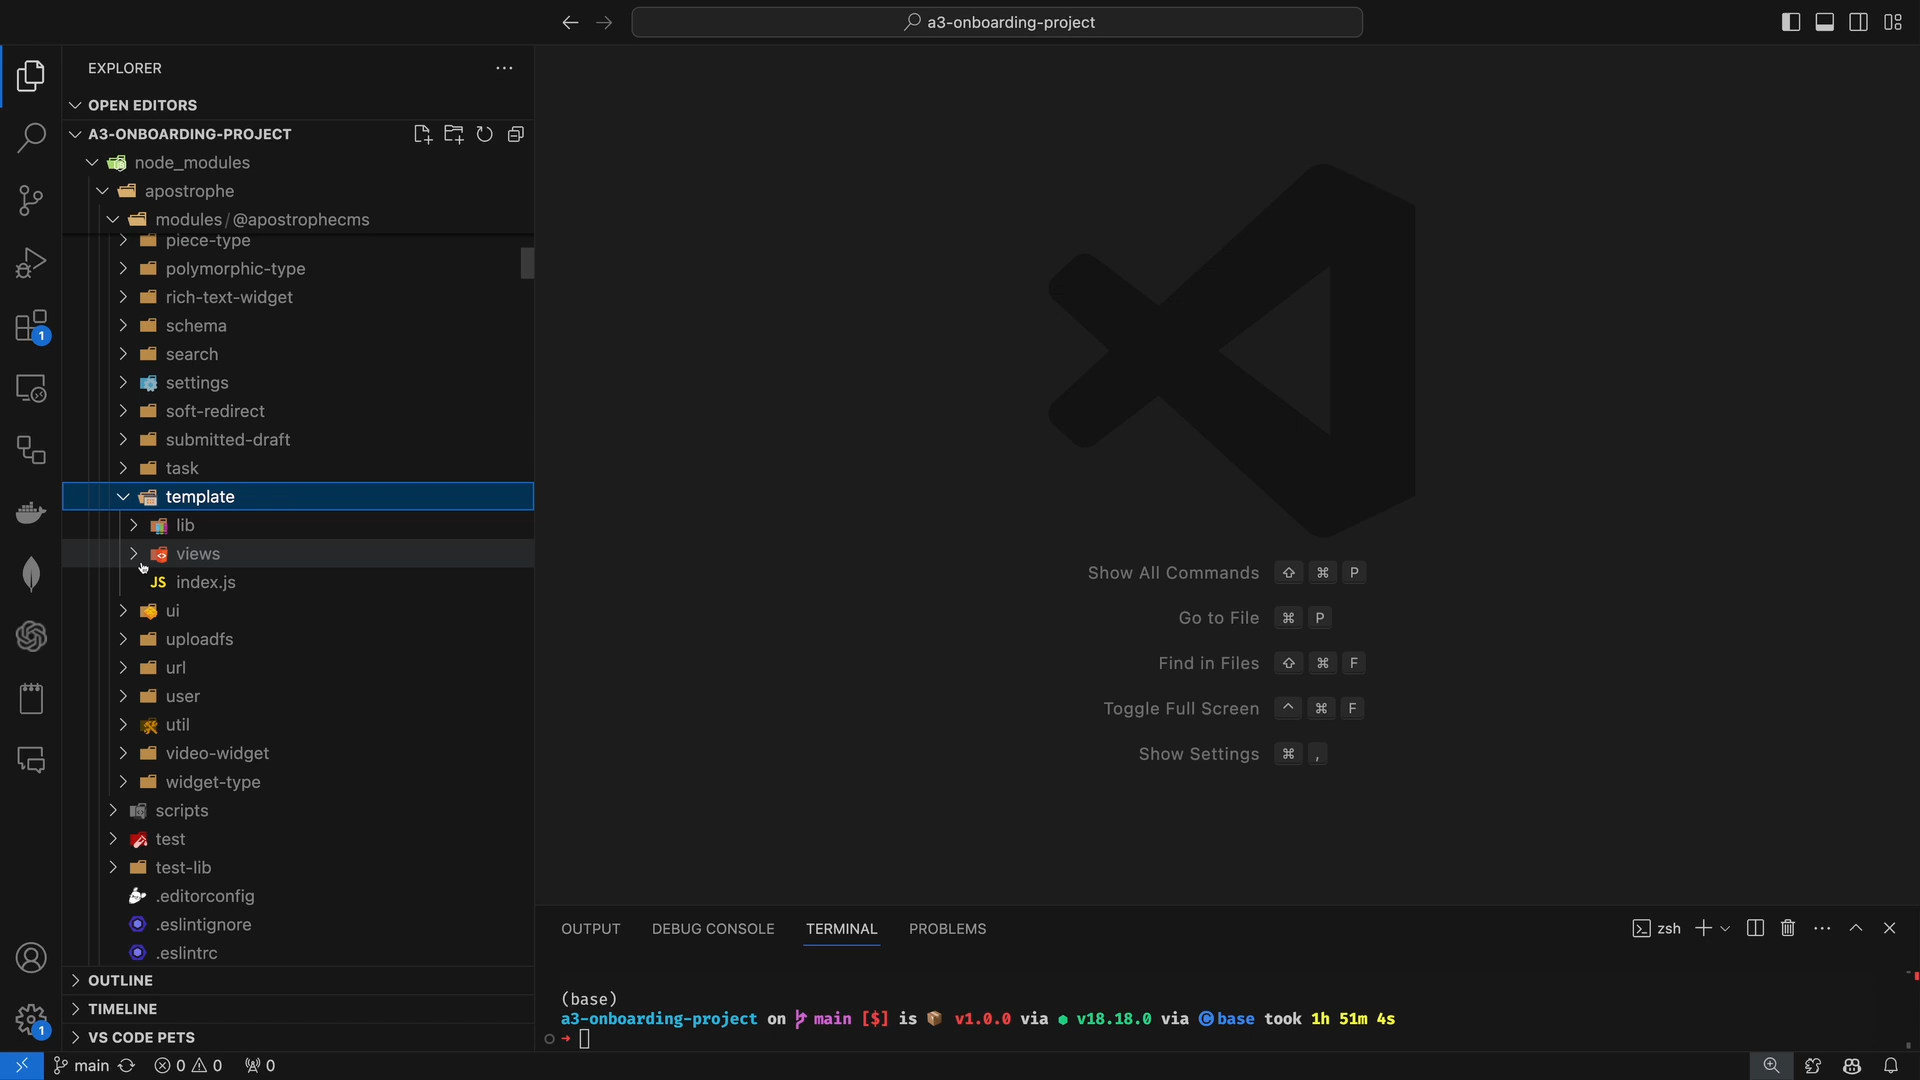 a3-onboarding-project
EXPLORER
OPEN EDITORS
A3-ONBOARDING-PROJECT
node_modules
apostrophe
modules/@apostrophecms
piece-type
polymorphic-type
rich-text-widget
schema
search
settings
soft-redirect
submitted-draft
task
template
lib
views
JS index.js
ui
uploadfs
url
user
util
video-widget
widget-type
scripts
test
test-lib
.editorconfig
.eslintignore
.eslintrc
OUTLINE
TIMELINE
VS CODE PETS
1
1
Show All Commands ⇧ ⌘ P
Go to File ⌘ P
Find in Files ⇧ ⌘ F
Toggle Full Screen ^ ⌘ F
Show Settings ⌘ ,
OUTPUT DEBUG CONSOLE TERMINAL PROBLEMS
zsh
(base)
a3-onboarding-project on main [$] is v1.0.0 via v18.18.0 via C base took 1h 51m 4s
main 0 0 0